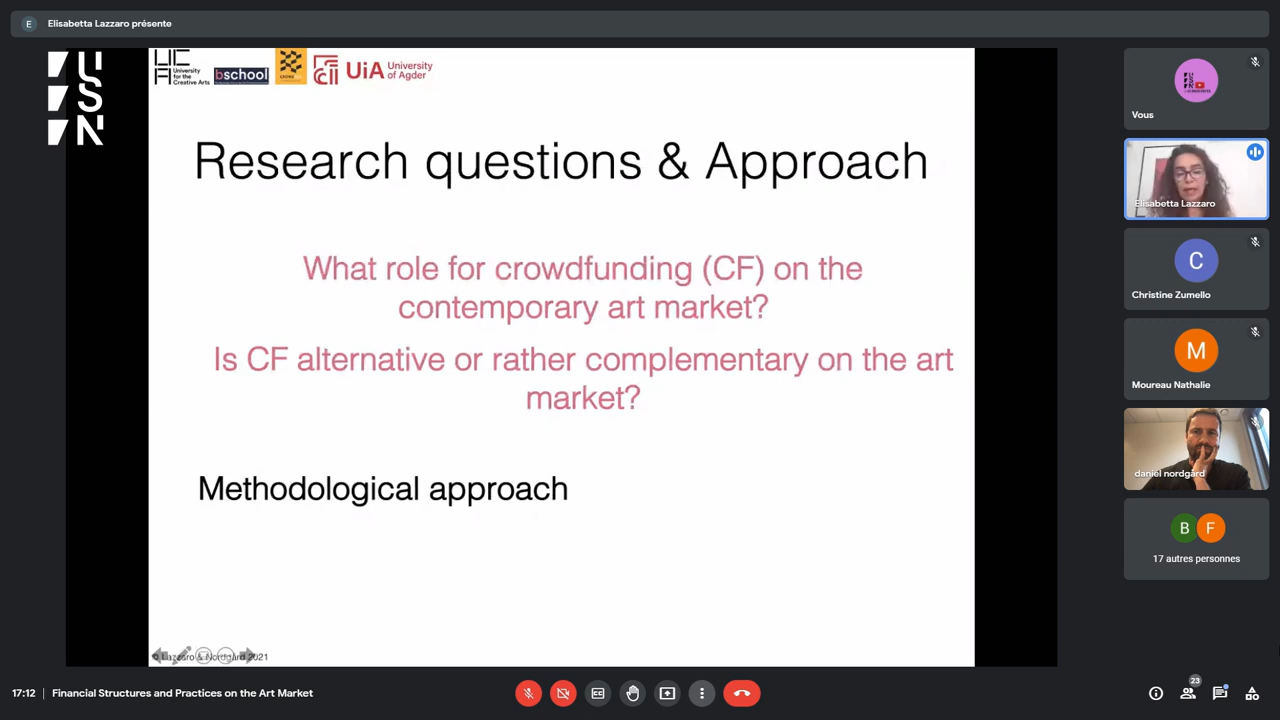 E
Elisabetta Lazzaro présente
USN
UCA
University
for the
Creative Arts
bschool
UiA
University
of Agder
Research questions & Approach
What role for crowdfunding (CF) on the
contemporary art market?
Is CF alternative or rather complementary on the art
market?
Methodological approach
© Lazzaro & Nordgård 2021
Vous
Elisabetta Lazzaro
C
Christine Zumello
M
Moureau Nathalie
daniel nordgård
B
F
17 autres personnes
17:12
Financial Structures and Practices on the Art Market
23